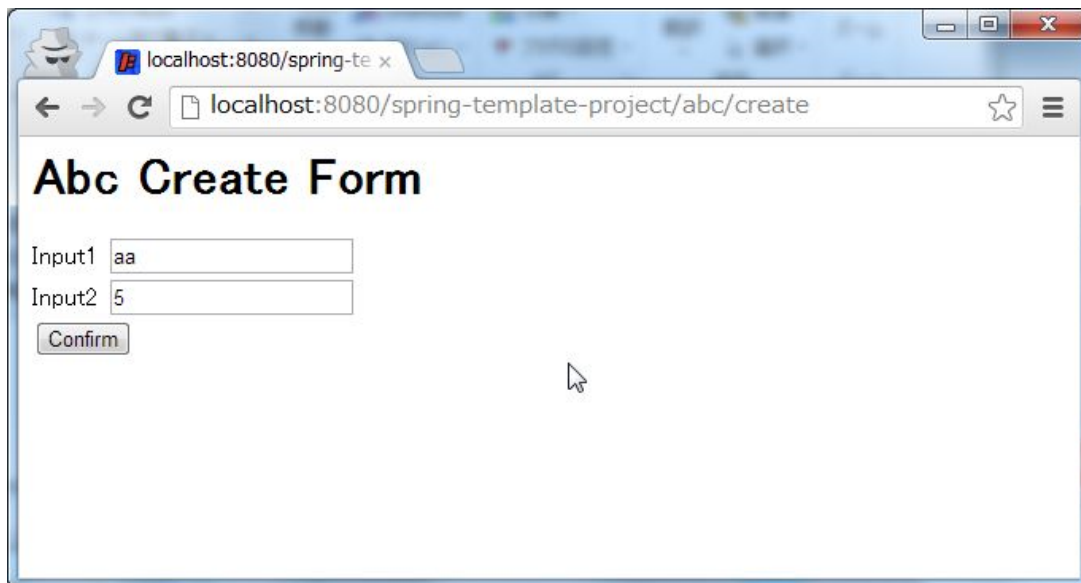 localhost:8080/spring-te
localhost:8080/spring-template-project/abc/create
Abc Create Form
Input1 aa
Input2 5
Confirm